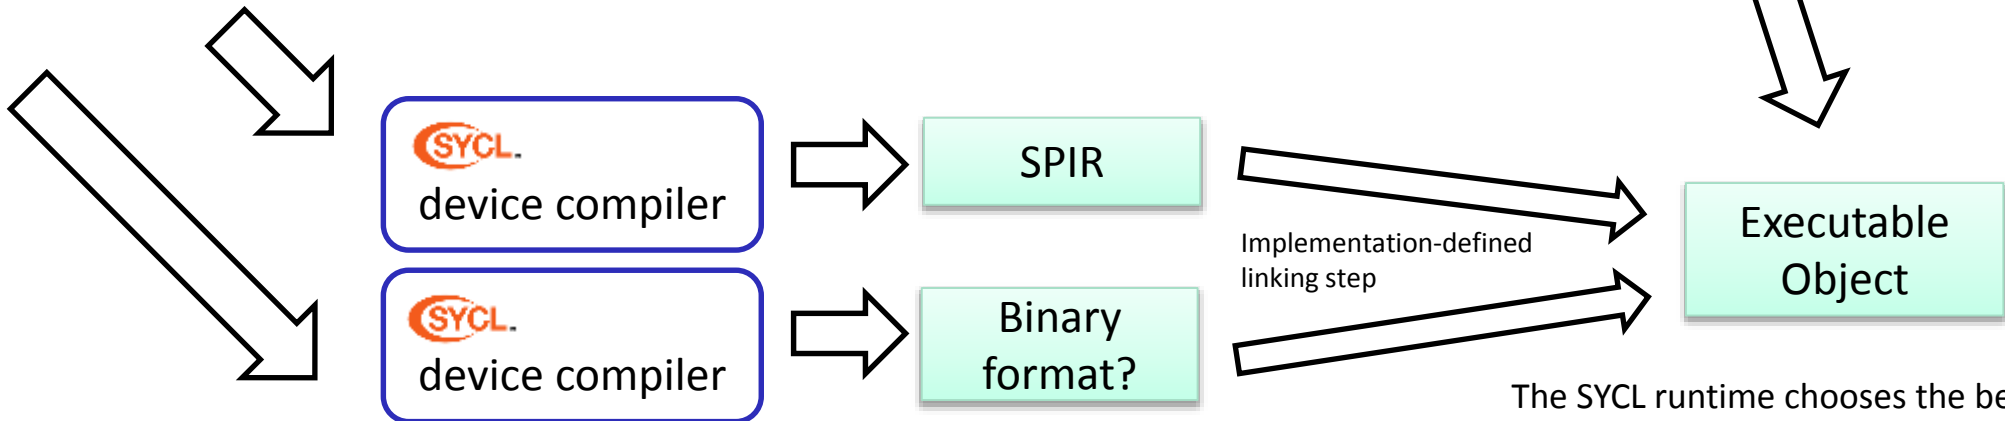 SYCL.
device compiler
SPIR
Implementation-defined
linking step
Executable
Object
SYCL.
device compiler
Binary
format?
The SYCL runtime chooses the be